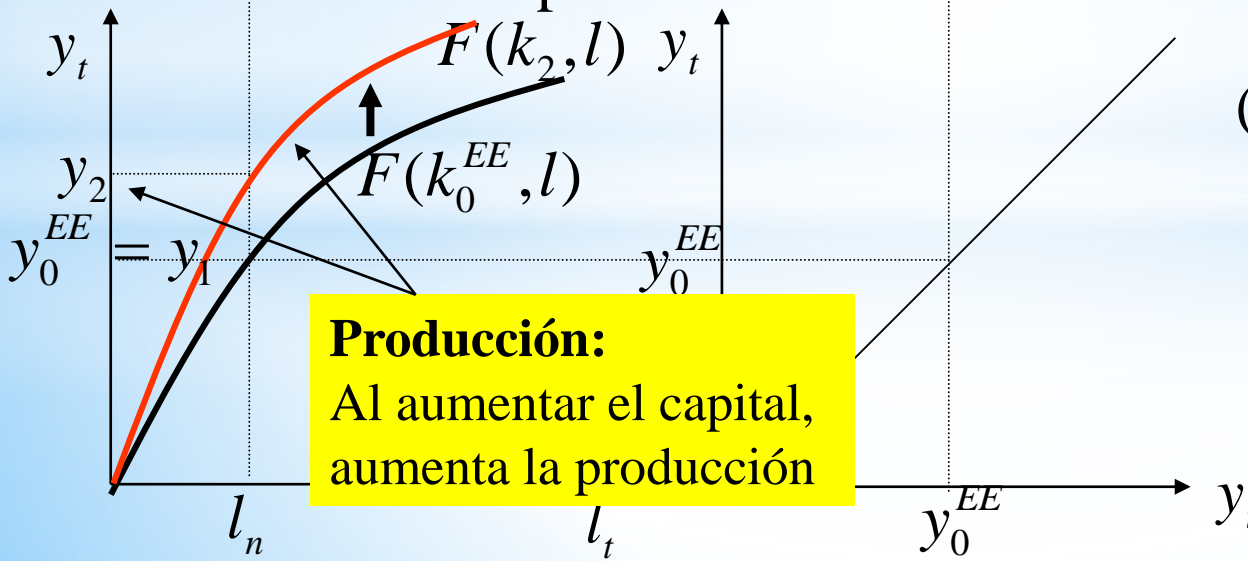 y_t
F(k_2,l)
y_t
y_2
F(k_0^{EE},l)
y_0^{EE} = y_1
y_0^{EE}
Producción:
Al aumentar el capital,
aumenta la producción
l_n
l_t
y_0^{EE}